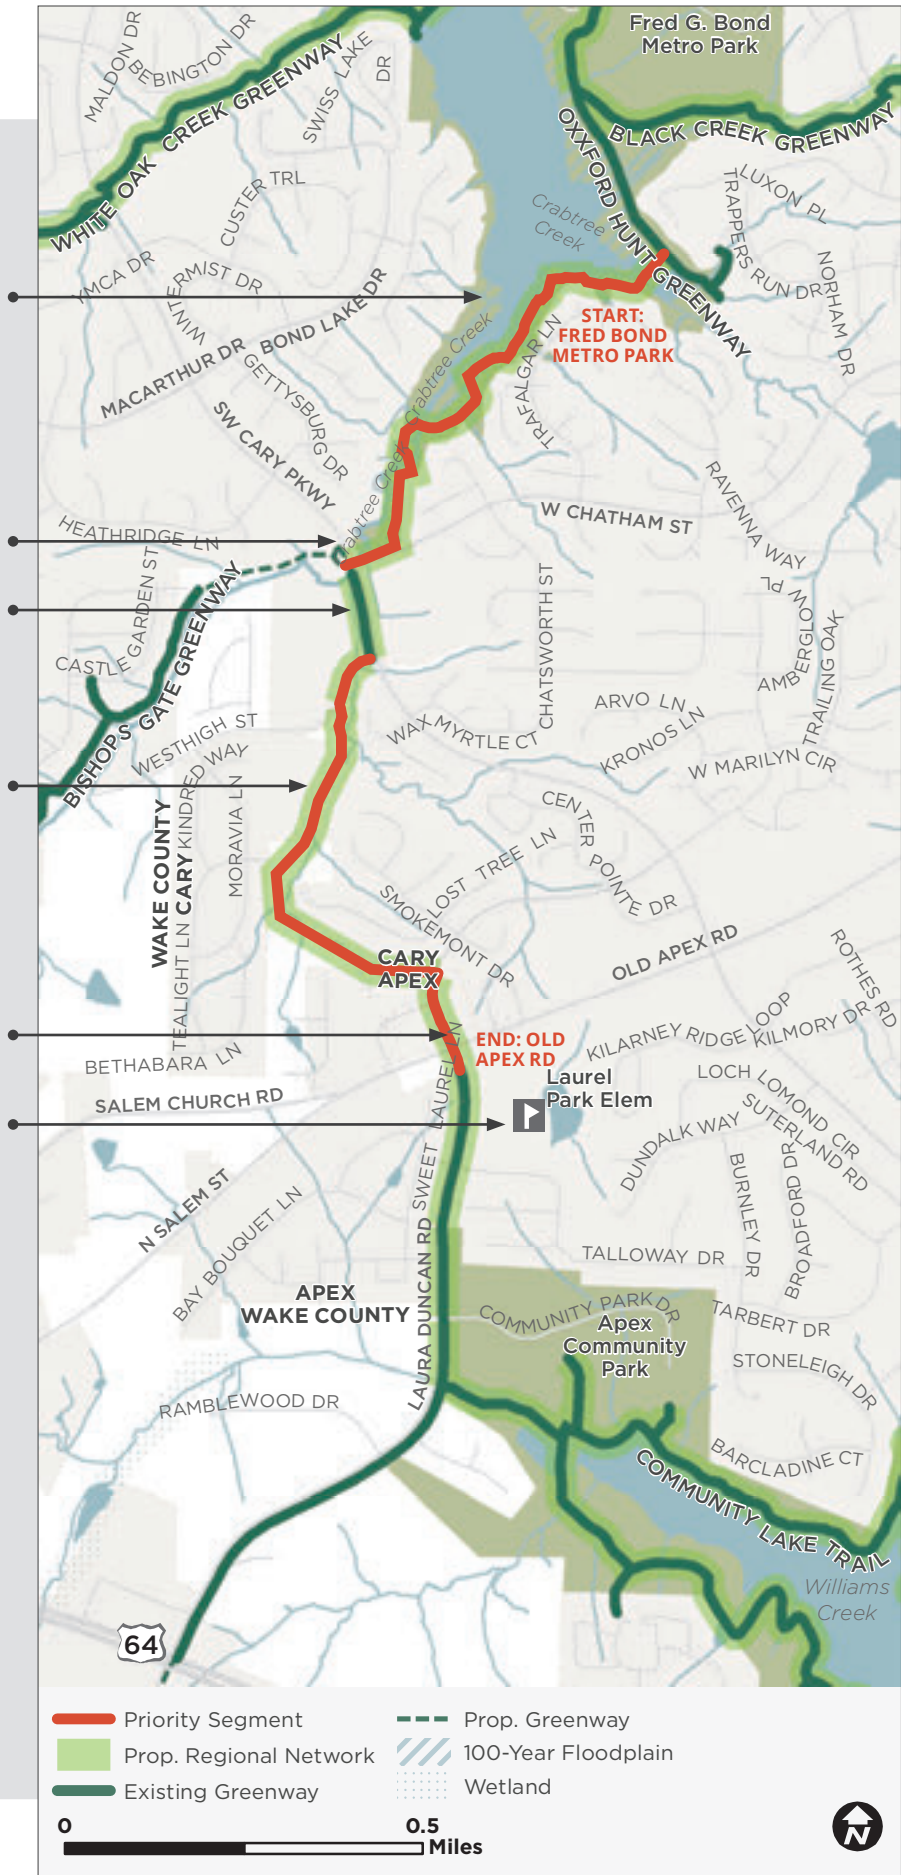 Fred G. Bond
Metro Park
MALDON DR
BEBINGTON DR
SWISS LAKE
DR
WHITE OAK CREEK GREENWAY
BLACK CREEK GREENWAY
OXXFORD HUNT GREENWAY
LUXON PL
TRAPPERS RUN DR
NORHAM DR
CUSTER TRL
Crabtree
Creek
YMCA DR
WINTERMIST DR
BOND LAKE DR
MACARTHUR DR
START:
FRED BOND
METRO PARK
TRAFALGAR LN
Crabtree Creek
GETTYSBURG DR
SW CARY PKWY
Crabtree Creek
RAVENNA WAY
W CHATHAM ST
HEATHRIDGE LN
GARDEN ST
CASTLE
BISHOPS GATE GREENWAY
CHATSWORTH ST
AMBERGLOW PL
TRAILING OAK
ARVO LN
KRONOS LN
WAX MYRTLE CT
W MARILYN CIR
WESTHIGH ST
KINDRED WAY
MORAVIA LN
WAKE COUNTY
CARY
TEALIGHT LN
CENTER POINTE DR
LOST TREE LN
SMOKEMONT DR
OLD APEX RD
CARY
APEX
ROTHES RD
KILARNEY RIDGE LOOP
KILMORY DR
END: OLD
APEX RD
BETHABARA LN
SALEM CHURCH RD
Laurel
Park Elem
LOCH LOMOND CIR
SUTERLAND RD
DUNDALK WAY
BURNLEY DR
BROADFORD DR
SWEET LAUREL LN
LAURA DUNCAN RD
N SALEM ST
BAY BOUQUET LN
TALLOWAY DR
APEX
WAKE COUNTY
COMMUNITY PARK DR
Apex
Community
Park
TARBERT DR
STONELEIGH DR
RAMBLEWOOD DR
BARCLADINE CT
COMMUNITY LAKE TRAIL
Williams
Creek
64
Priority Segment
Prop. Regional Network
Existing Greenway
Prop. Greenway
100-Year Floodplain
Wetland
0
0.5
Miles
N